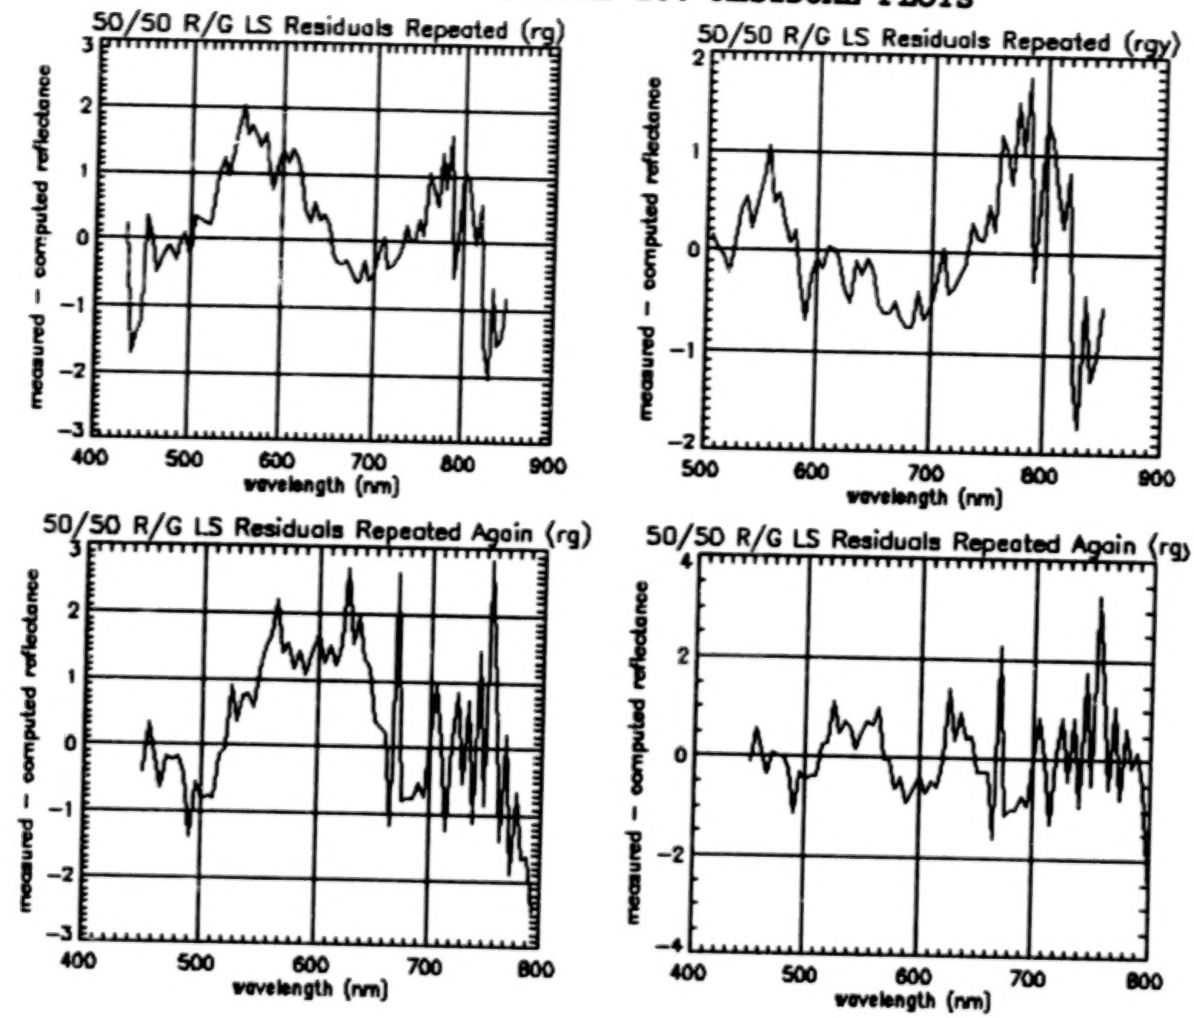 RESIDUAL PLOTS
50/50 R/G LS Residuals Repeated (rg)
3
2
1
0
-1
-2
-3
measured - computed reflectance
400 500 600 700 800 900
wavelength (nm)
50/50 R/G LS Residuals Repeated (rgy)
2
1
0
-1
-2
measured - computed reflectance
500 600 700 800 900
wavelength (nm)
50/50 R/G LS Residuals Repeated Again (rg)
3
2
1
0
-1
-2
-3
measured - computed reflectance
400 500 600 700 800
wavelength (nm)
50/50 R/G LS Residuals Repeated Again (rg
4
2
0
-2
-4
measured - computed reflectance
400 500 600 700 800
wavelength (nm)